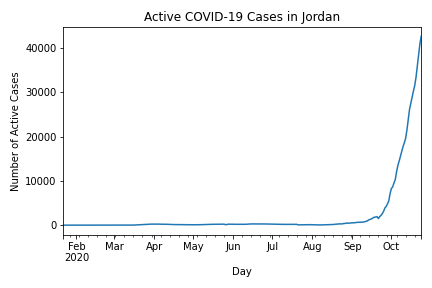 Active COVID-19 Cases in Jordan
Number of Active Cases
40000
30000
20000
10000
0
Feb Mar Apr May Jun Jul Aug Sep Oct
2020
Day